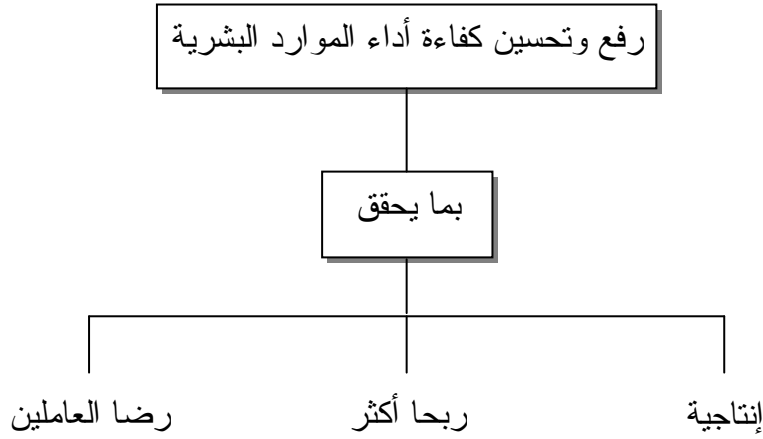 رفع وتحسين كفاءة أداء الموارد البشرية
بما يحقق
إنتاجية
ربحا أكثر
رضا العاملين